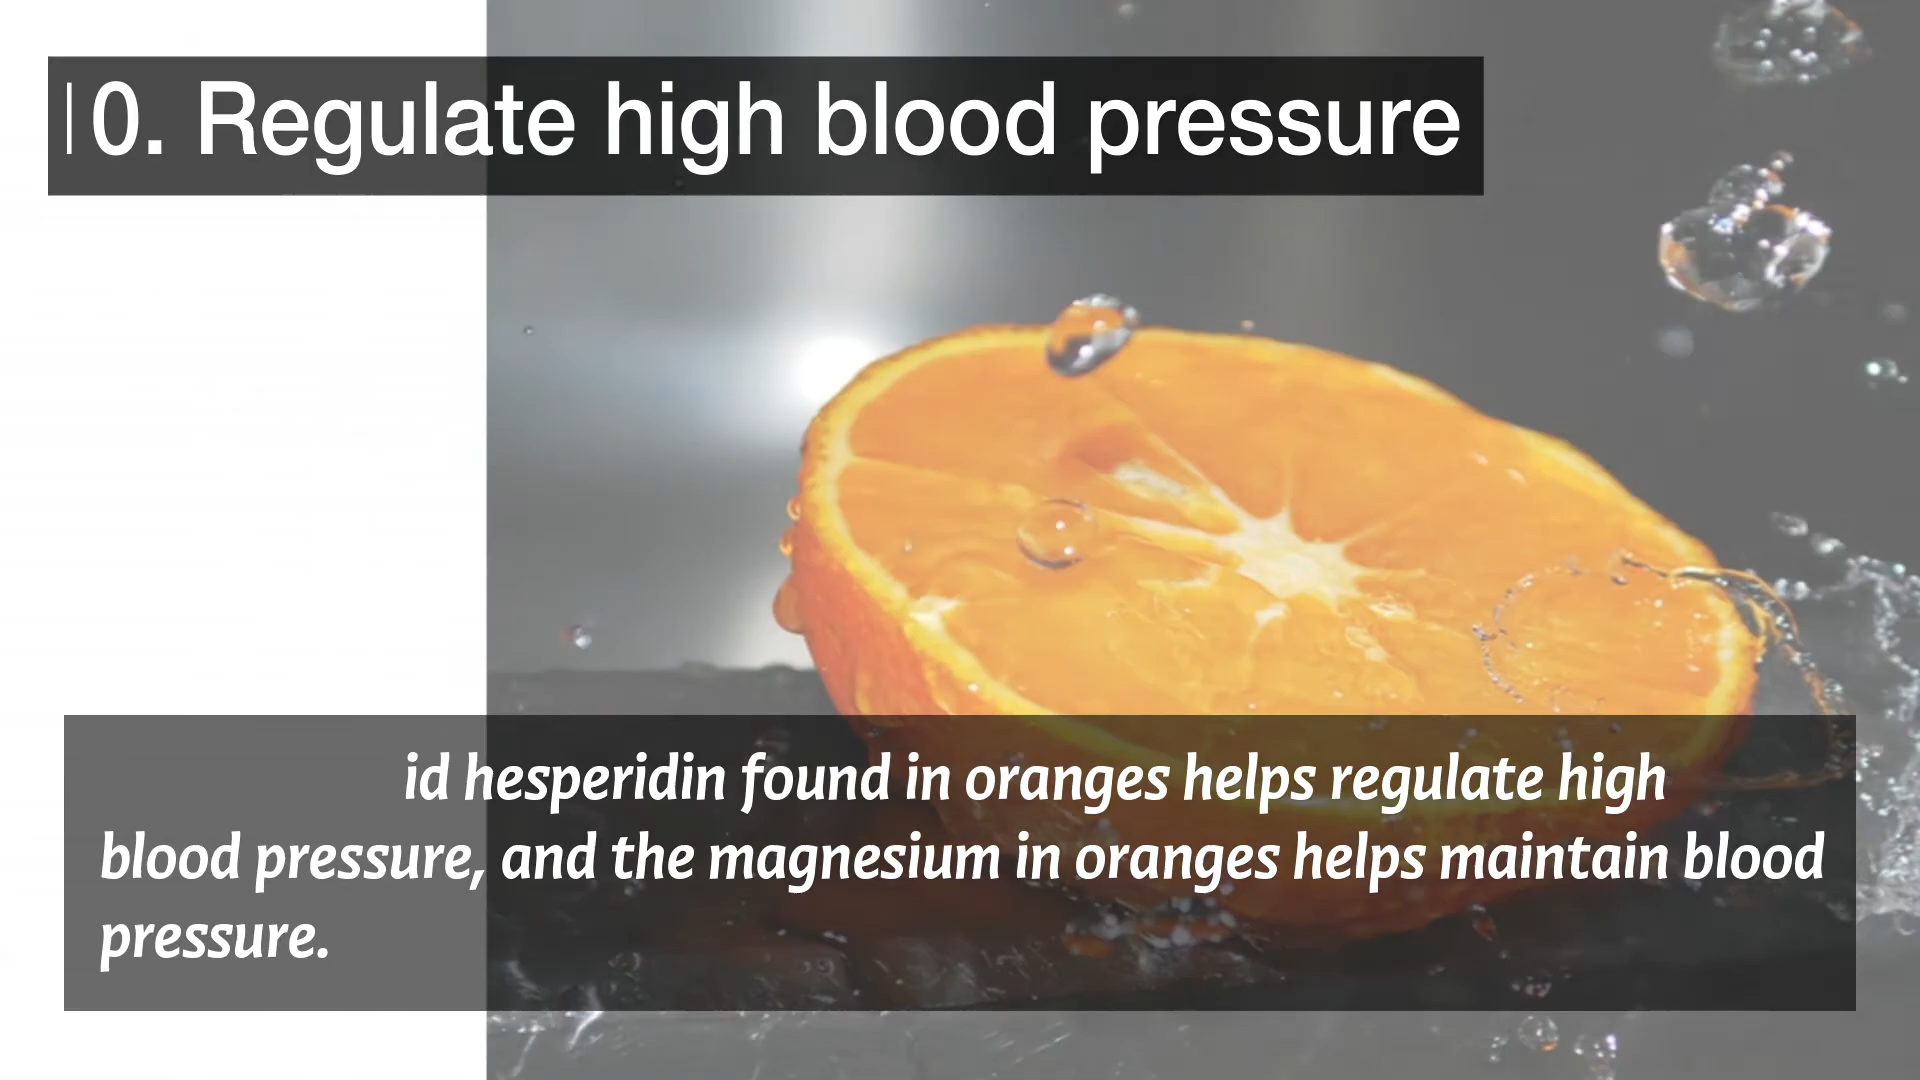 0. Regulate high blood pressure
id hesperidin found in oranges helps regulate high
blood pressure, and the magnesium in oranges helps maintain blood
pressure.